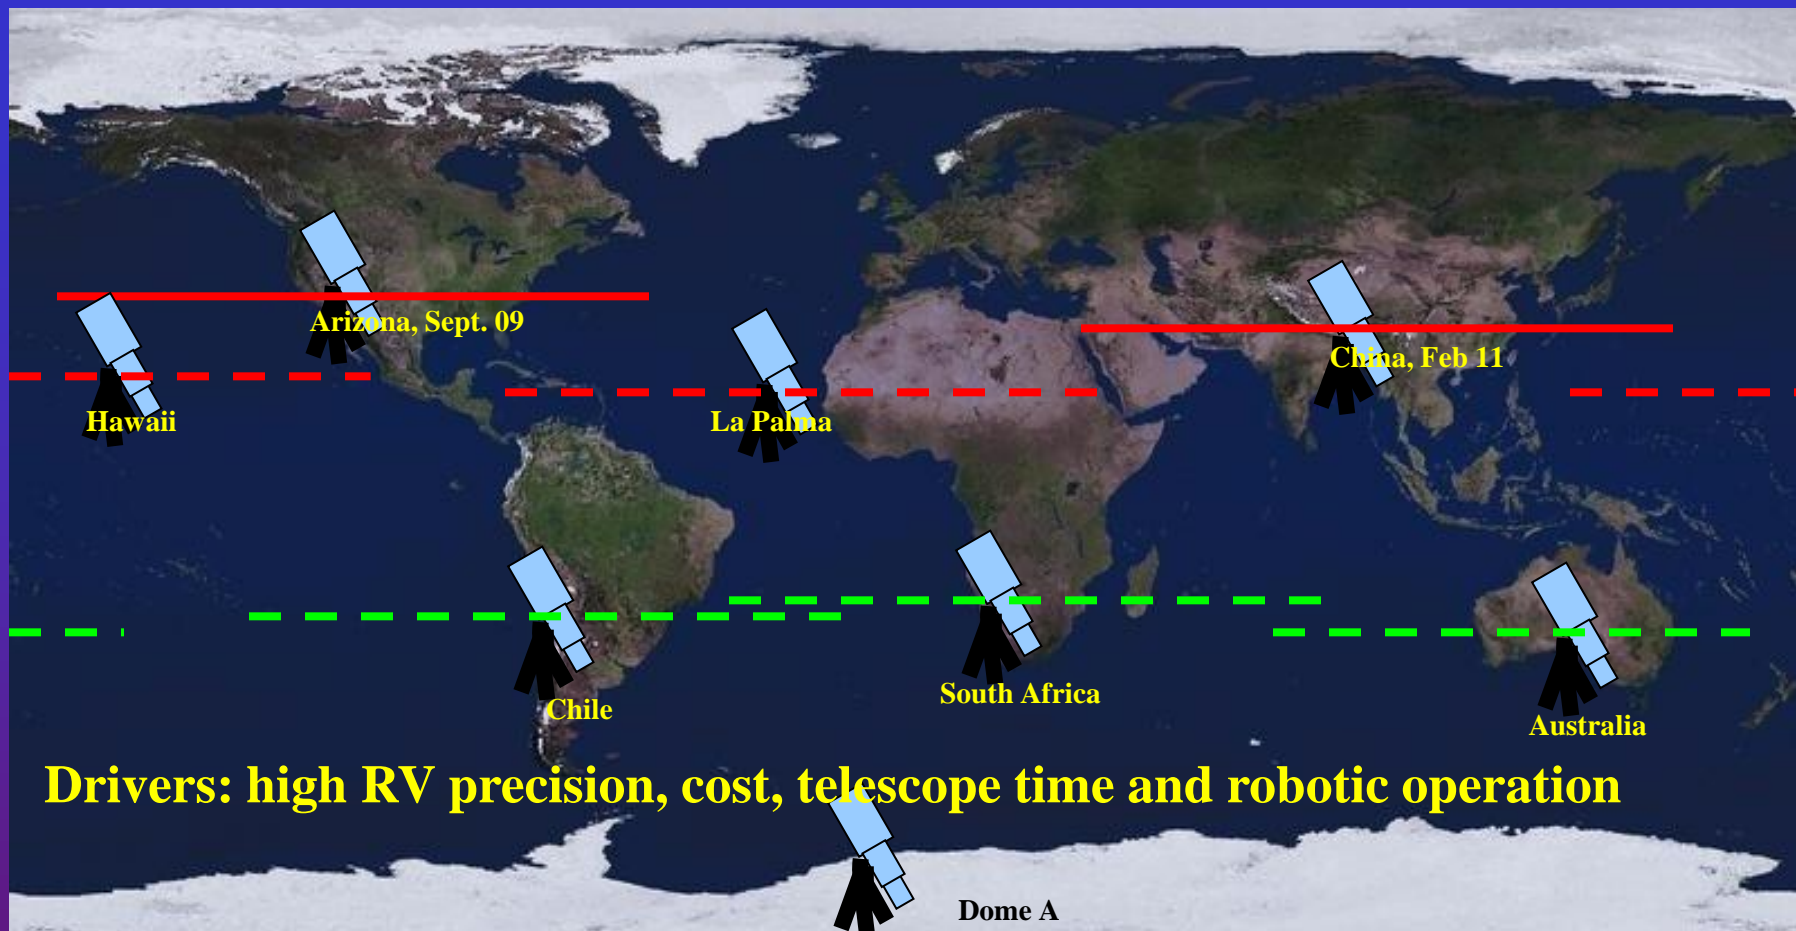 Arizona, Sept. 09
China, Feb 11
Hawaii
La Palma
South Africa
Chile
Australia
Drivers: high RV precision, cost, telescope time and robotic operation
Dome A